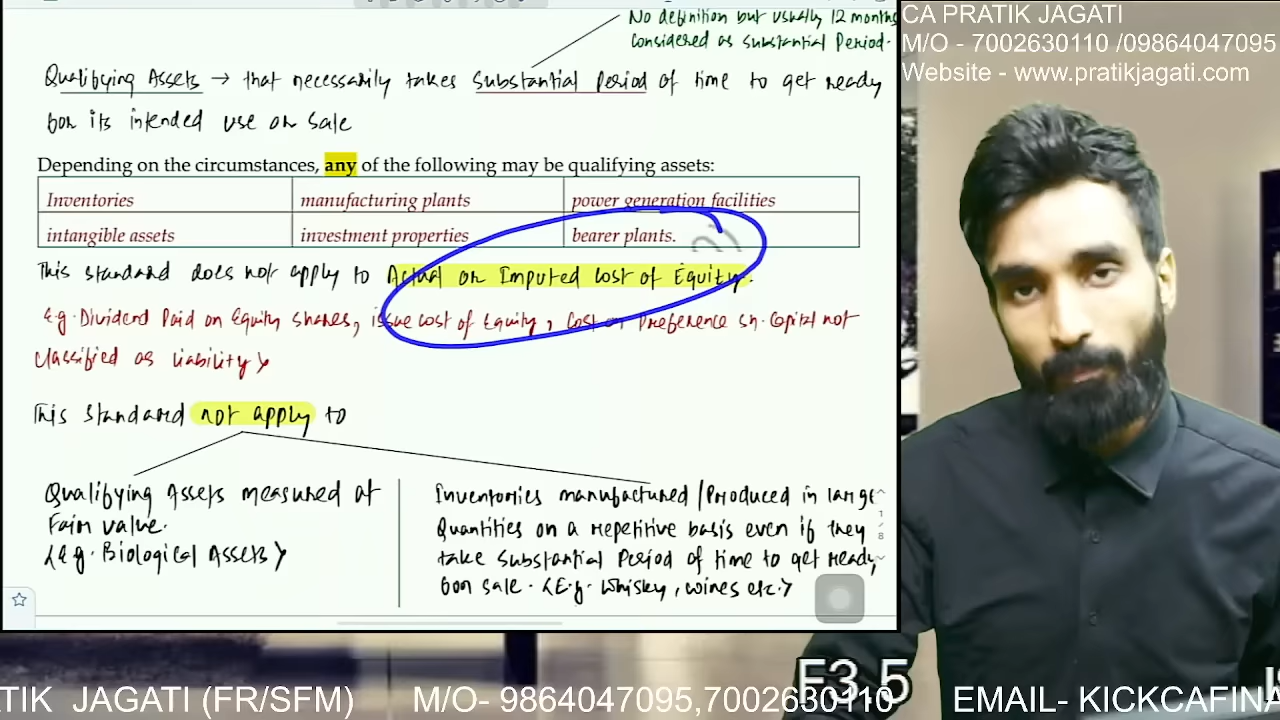 No definition but usually 12 months
considered as substantial Period.
Qualifying Assets → that necessarily takes Substantial Period of time to get ready
for its intended use or sale
Depending on the circumstances, any of the following may be qualifying assets:
Inventories manufacturing plants power generation facilities
intangible assets investment properties bearer plants.
This standard does not apply to Actual or Imputed Cost of Equity.
E.g. Dividend Paid on Equity shares, issue cost of Equity, Cost on Preference sh. Capital not
classified as liability>
This Standard not apply to
Qualifying Assets measured at
Fair value.
<E.g. Biological Assets>
Inventories manufactured/Produced in large
Quantities on a repetitive basis even if they
take Substantial Period of time to get ready
for sale. <E.g. Whisky, wines etc.>
1/8
CA PRATIK JAGATI
M/O - 7002630110 /09864047095
Website - www.pratikjagati.com
F3.5
TIK JAGATI (FR/SFM) M/O- 9864047095,7002630110 EMAIL- KICKCAFINA